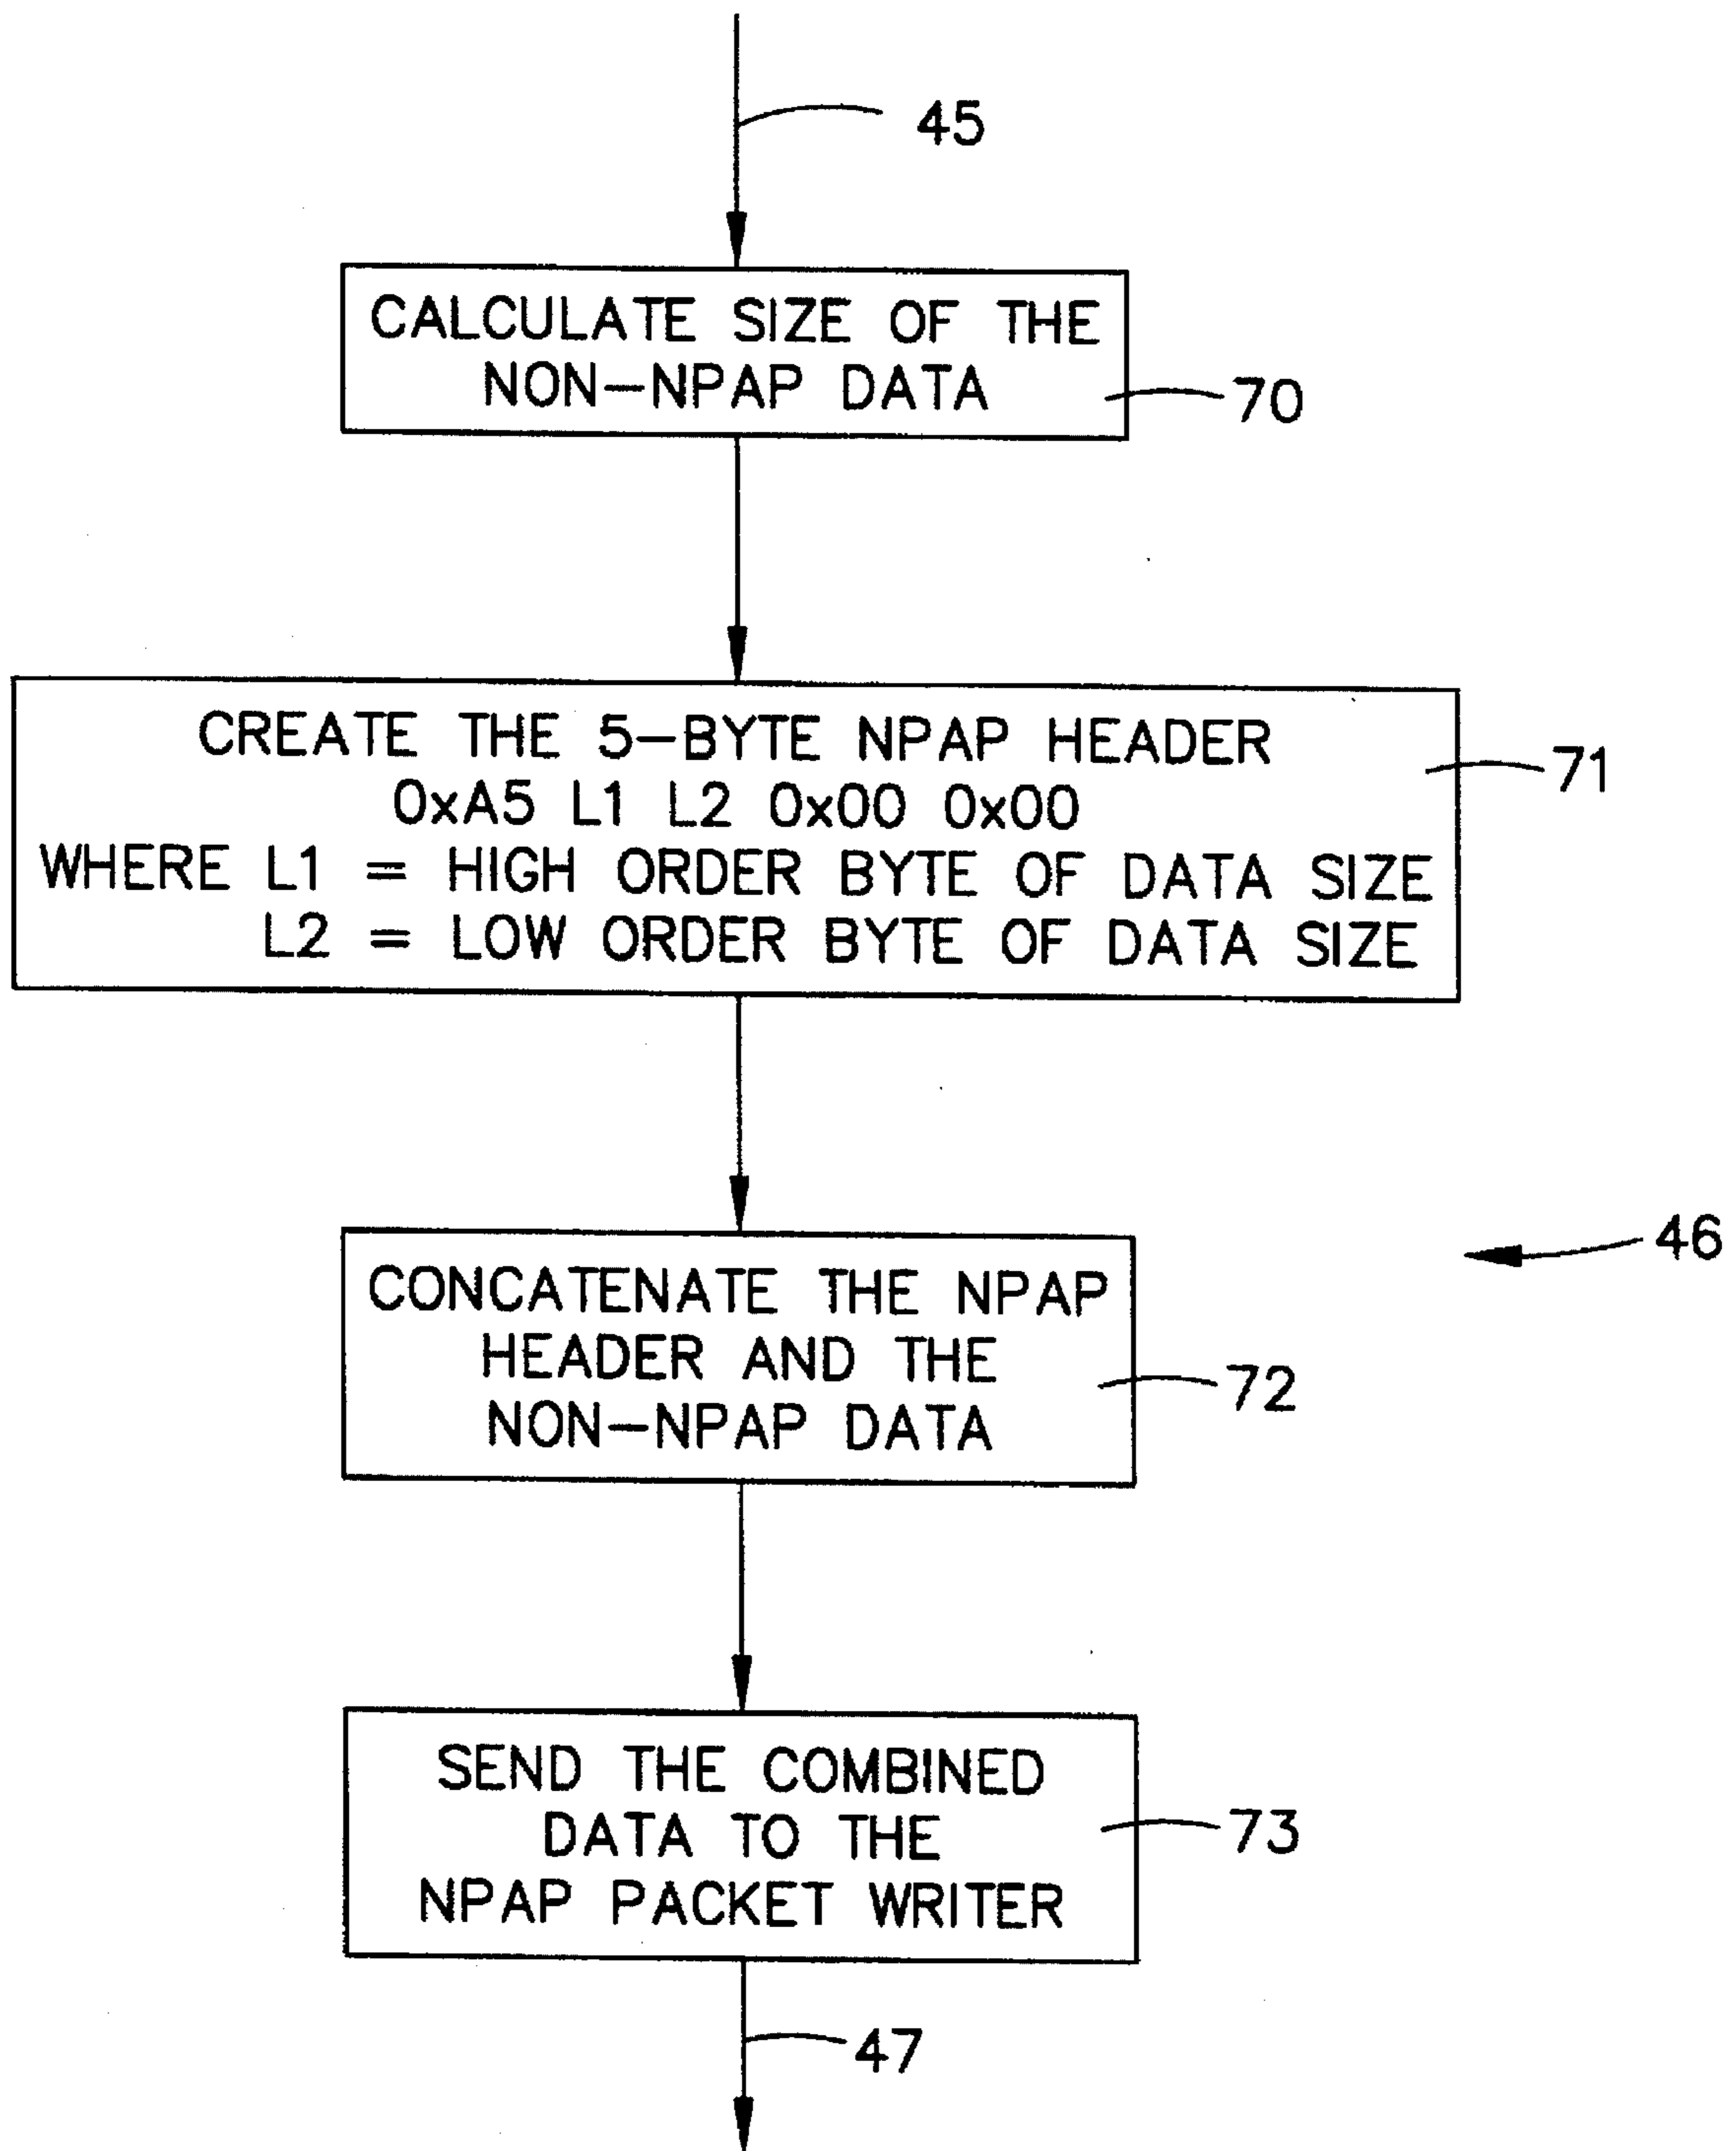 45
CALCULATE SIZE OF THE
NON-NPAP DATA
70
CREATE THE 5-BYTE NPAP HEADER
0xA5 L1 L2 0x00 0x00
WHERE L1 = HIGH ORDER BYTE OF DATA SIZE
L2 = LOW ORDER BYTE OF DATA SIZE
71
46
CONCATENATE THE NPAP
HEADER AND THE
NON-NPAP DATA
72
SEND THE COMBINED
DATA TO THE
NPAP PACKET WRITER
73
47